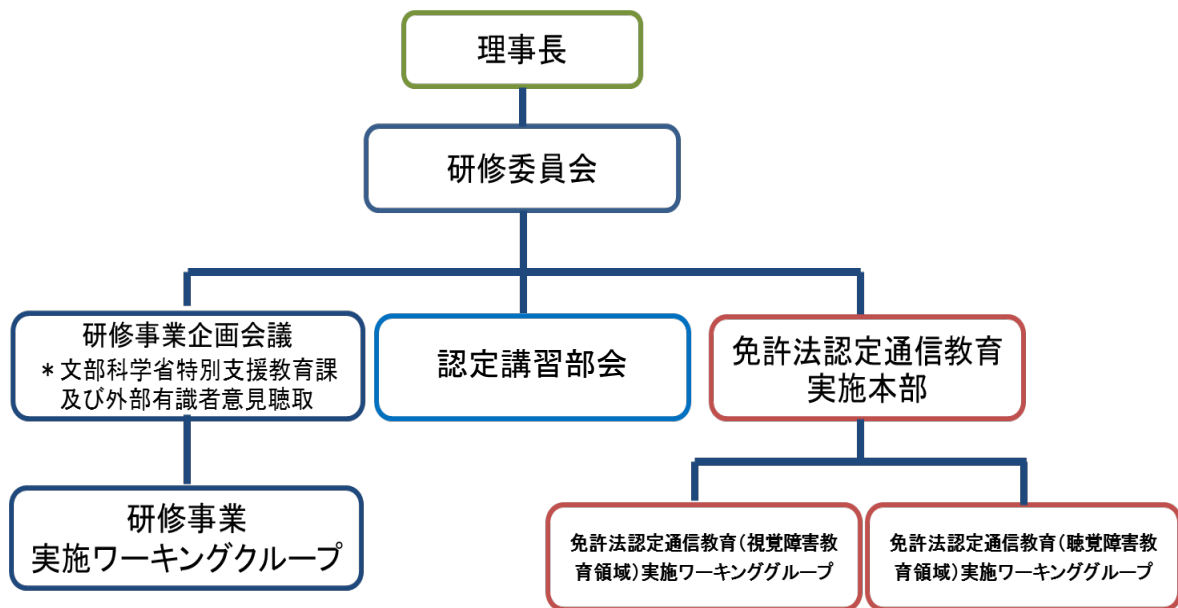 理事長
研修委員会
研修事業企画会議
＊文部科学省特別支援教育課
及び外部有識者意見聴取
認定講習部会
免許法認定通信教育
実施本部
研修事業
実施ワーキングクループ
免許法認定通信教育（視覚障害教
育領域）実施ワーキンググループ
免許法認定通信教育（聴覚障害教
育領域）実施ワーキンググループ